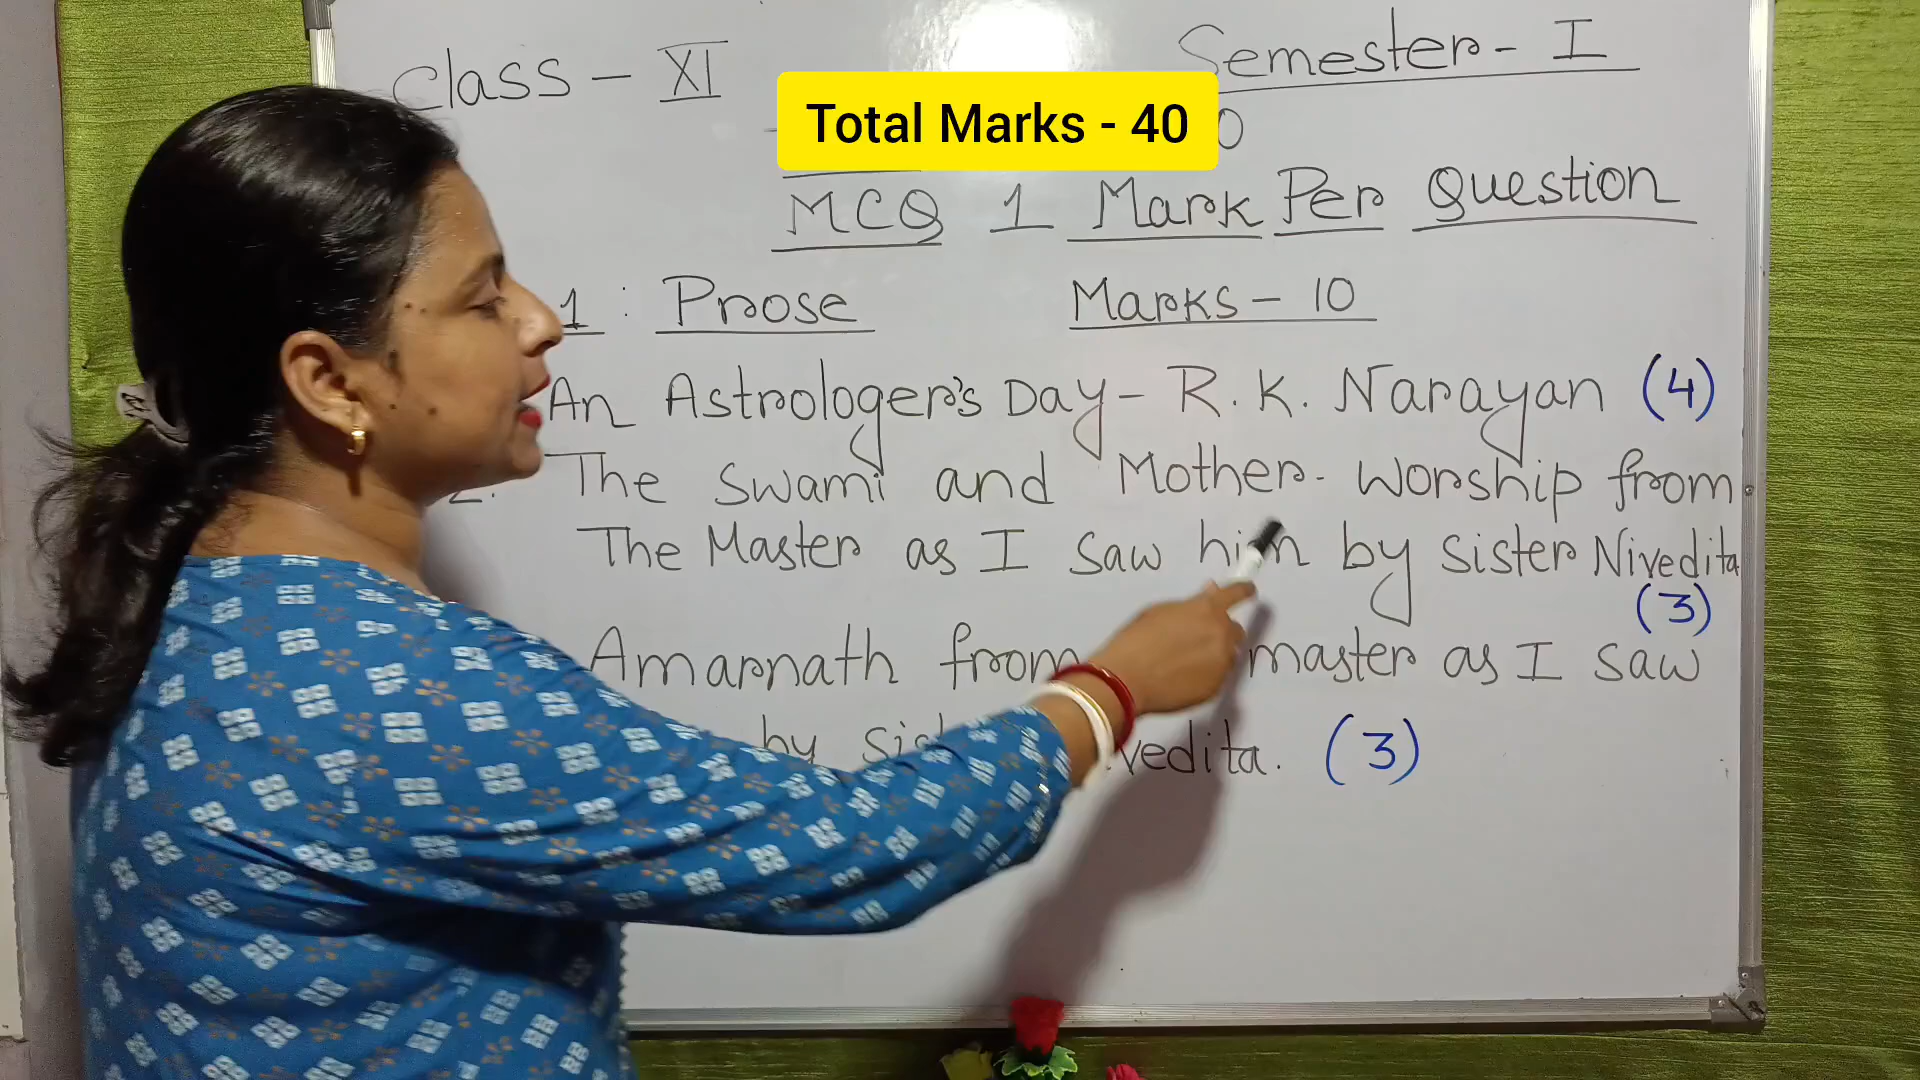 Class - XI Semester - I
Total Marks - 40
0
MCQ 1 Mark Per Question
1 : Prose Marks - 10
An Astrologer's Day - R. K. Narayan (4)
2. The Swami and Mother - Worship from
The Master as I saw him by sister Nivedita
(3)
Amarnath from master as I saw
by vedita. (3)